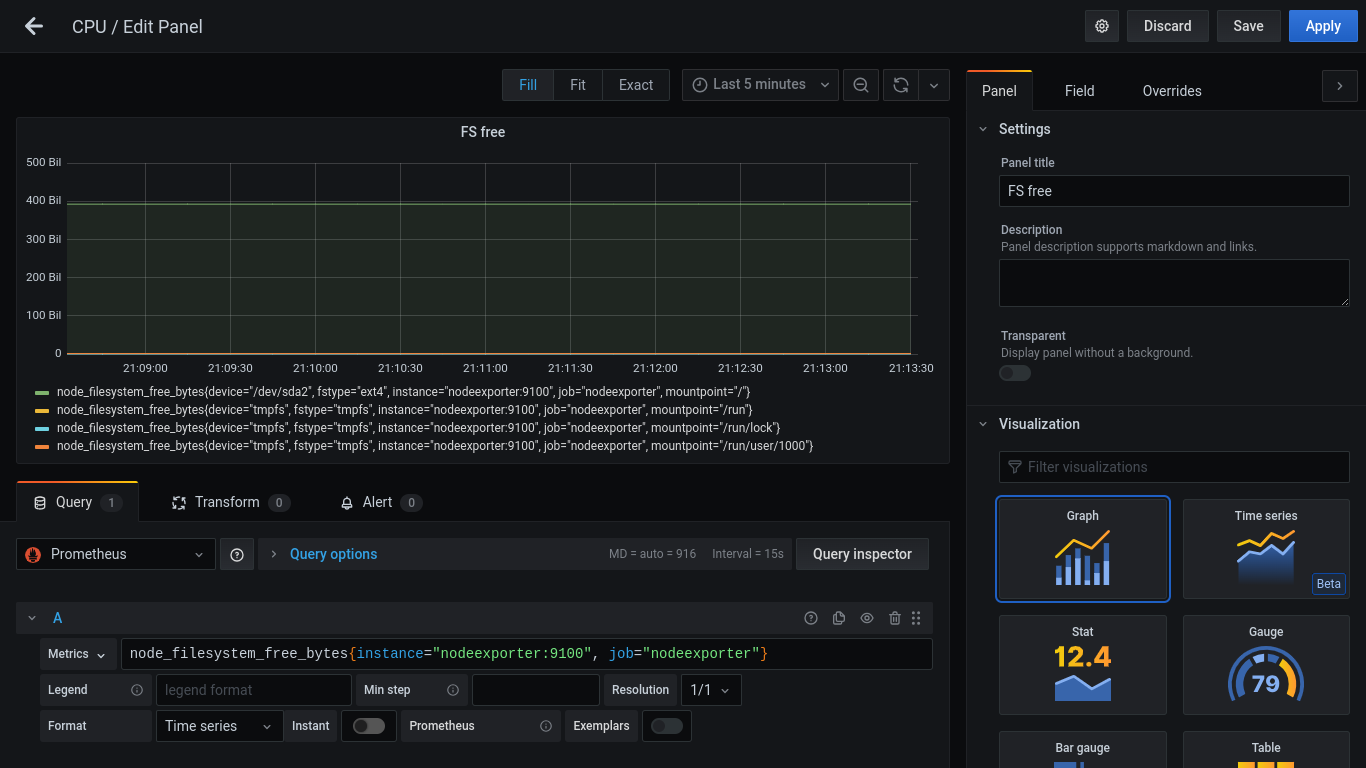 CPU / Edit Panel
Discard
Save
Apply
Fill
Fit
Exact
Last 5 minutes
FS free
500 Bil
400 Bil
300 Bil
200 Bil
100 Bil
0
21:09:00 21:09:30 21:10:00 21:10:30 21:11:00 21:11:30 21:12:00 21:12:30 21:13:00 21:13:30
node_filesystem_free_bytes{device="/dev/sda2", fstype="ext4", instance="nodeexporter:9100", job="nodeexporter", mountpoint="/"}
node_filesystem_free_bytes{device="tmpfs", fstype="tmpfs", instance="nodeexporter:9100", job="nodeexporter", mountpoint="/run"}
node_filesystem_free_bytes{device="tmpfs", fstype="tmpfs", instance="nodeexporter:9100", job="nodeexporter", mountpoint="/run/lock"}
node_filesystem_free_bytes{device="tmpfs", fstype="tmpfs", instance="nodeexporter:9100", job="nodeexporter", mountpoint="/run/user/1000"}
Query 1
Transform 0
Alert 0
Prometheus
Query options
MD = auto = 916
Interval = 15s
Query inspector
A
Metrics
node_filesystem_free_bytes{instance="nodeexporter:9100", job="nodeexporter"}
Legend
legend format
Min step
Resolution
1/1
Format
Time series
Instant
Prometheus
Exemplars
Panel
Field
Overrides
Settings
Panel title
FS free
Description
Panel description supports markdown and links.
Transparent
Display panel without a background.
Visualization
Filter visualizations
Graph
Time series
Beta
Stat
12.4
Gauge
79
Bar gauge
Table